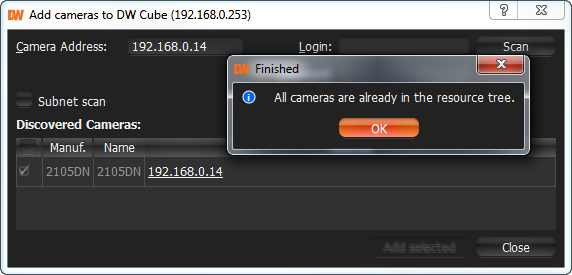 DW Add cameras to DW Cube (192.168.0.253)
Camera Address: 192.168.0.14 Login: Scan
DW Finished
All cameras are already in the resource tree.
OK
Subnet scan
Discovered Cameras:
Manuf. Name
2105DN 2105DN 192.168.0.14
Add selected Close